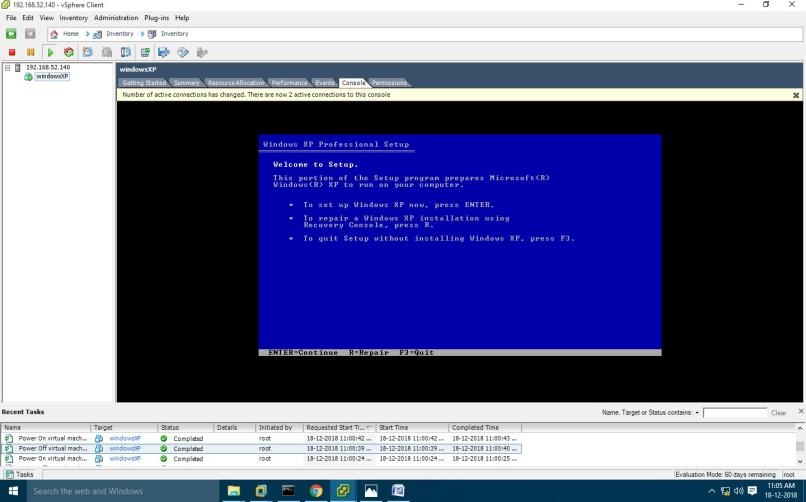 192.168.52.140 - vSphere Client
File Edit View Inventory Administration Plug-ins Help
Home Inventory Inventory
192.168.52.140
windowsXP
windowsXP
Getting Started Summary Resource Allocation Performance Events Console Permissions
Number of active connections has changed. There are now 2 active connections to this console
Windows XP Professional Setup
Welcome to Setup.
This portion of the Setup program prepares Microsoft(R)
Windows(R) XP to run on your computer.
• To set up Windows XP now, press ENTER.
• To repair a Windows XP installation using
Recovery Console, press R.
• To quit Setup without installing Windows XP, press F3.
ENTER=Continue R=Repair F3=Quit
Recent Tasks
Name, Target or Status contains: Clear
Name Target Status Details Initiated by Requested Start Ti... Start Time Completed Time
Power On virtual mach... windowsXP Completed root 18-12-2018 11:00:42 ... 18-12-2018 11:00:42 ... 18-12-2018 11:00:43 ...
Power Off virtual mach... windowsXP Completed root 18-12-2018 11:00:39 ... 18-12-2018 11:00:39 ... 18-12-2018 11:00:40 ...
Power On virtual mach... windowsXP Completed root 18-12-2018 11:00:24 ... 18-12-2018 11:00:24 ... 18-12-2018 11:00:25 ...
Tasks
Evaluation Mode: 60 days remaining root
Search the web and Windows
11:05 AM
18-12-2018